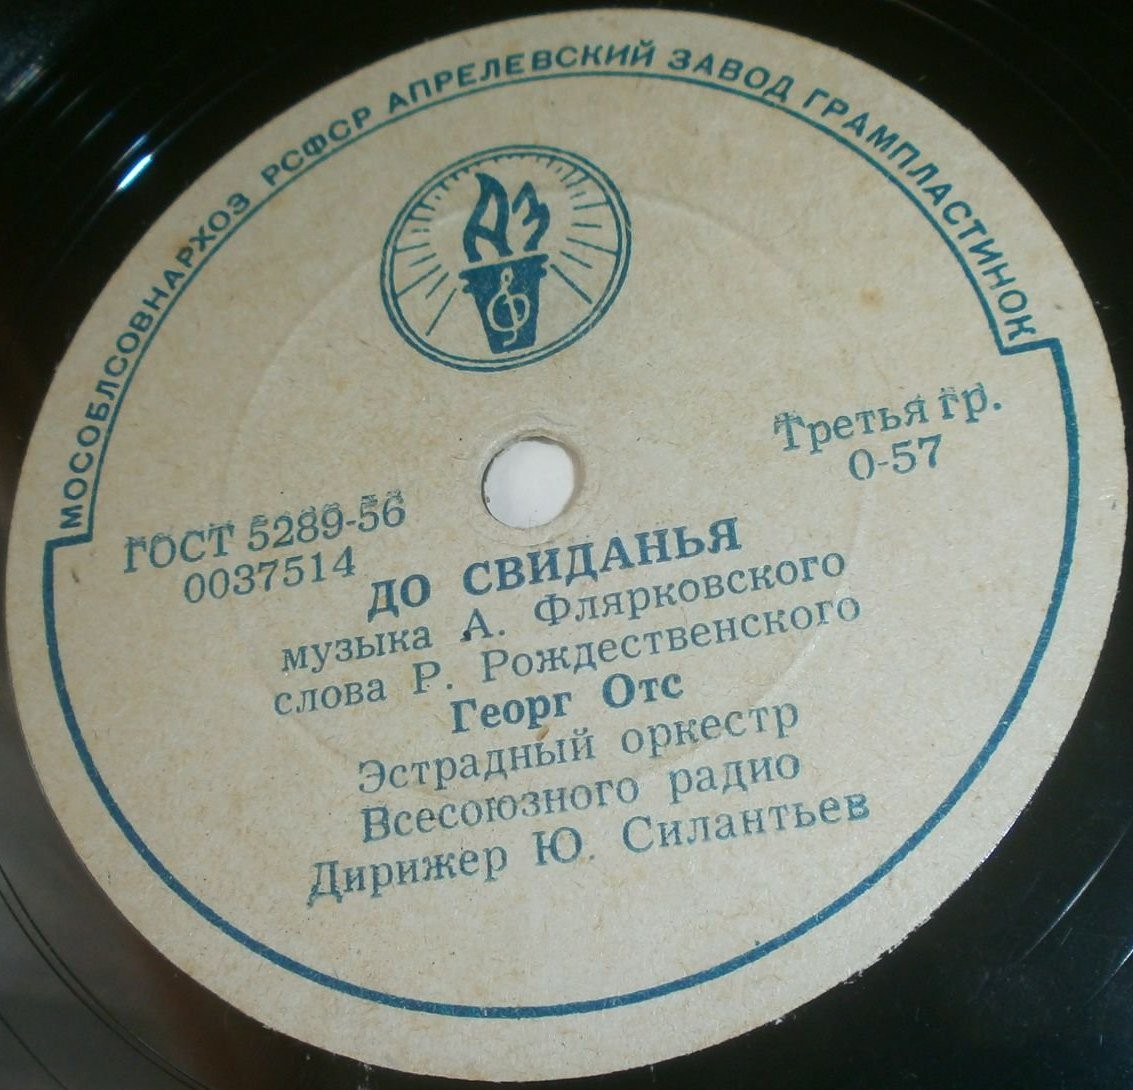 МОСОБЛСОВНАРХОЗ РСФСР АПРЕЛЕВСКИЙ ЗАВОД ГРАМПЛАСТИНОК
АЗ
Третья гр.
0-57
ГОСТ 5289-56
0037514
ДО СВИДАНЬЯ
музыка А. Флярковского
слова Р. Рождественского
Георг Отс
Эстрадный оркестр
Всесоюзного радио
Дирижер Ю. Силантьев